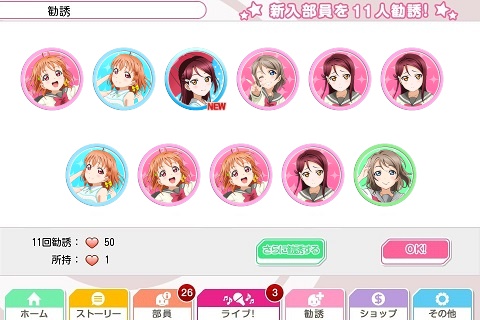 勧誘
新入部員を11人勧誘!
NEW
11回勧誘: 50
所持: 1
さらに勧誘する
OK!
26
3
ホーム
ストーリー
部員
ライブ!
勧誘
ショップ
その他